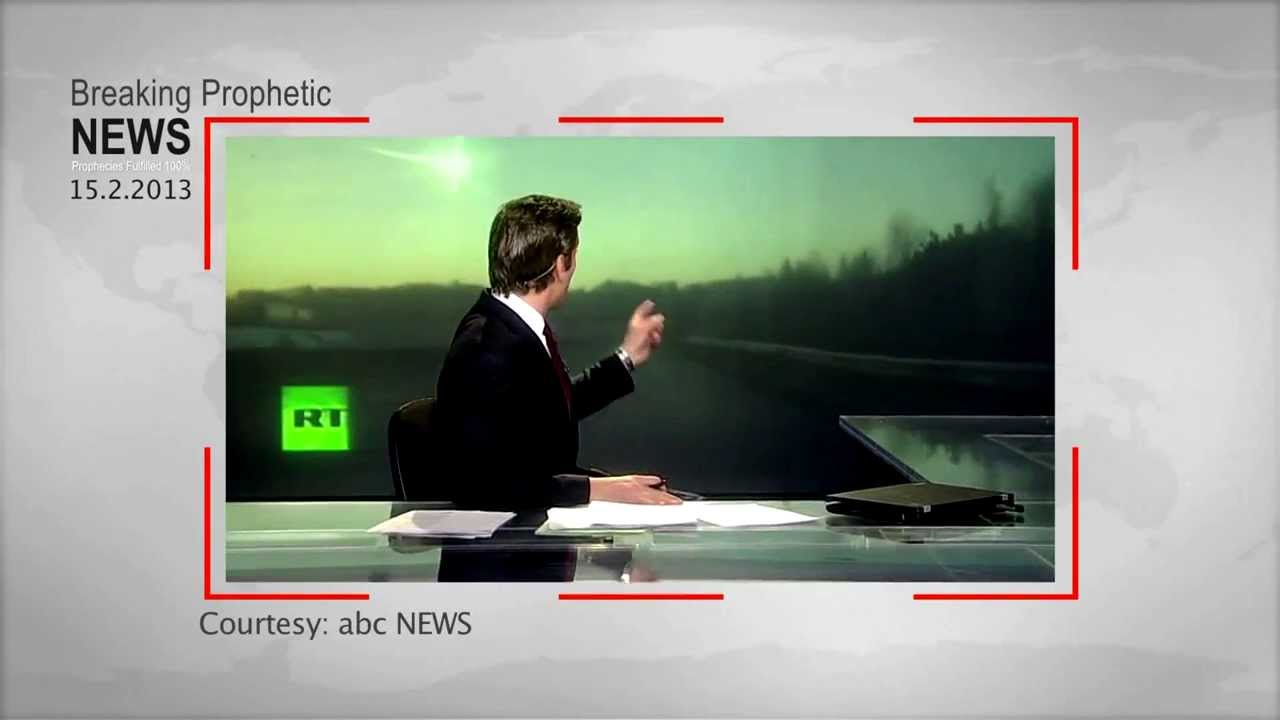 Breaking Prophetic
NEWS
Prophecies Fulfilled 100%
15.2.2013
RT
Courtesy: abc NEWS